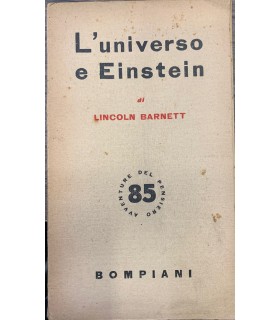 L'universo
e Einstein
di
LINCOLN BARNETT
AVVENTURE DEL PENSIERO
85
BOMPIANI